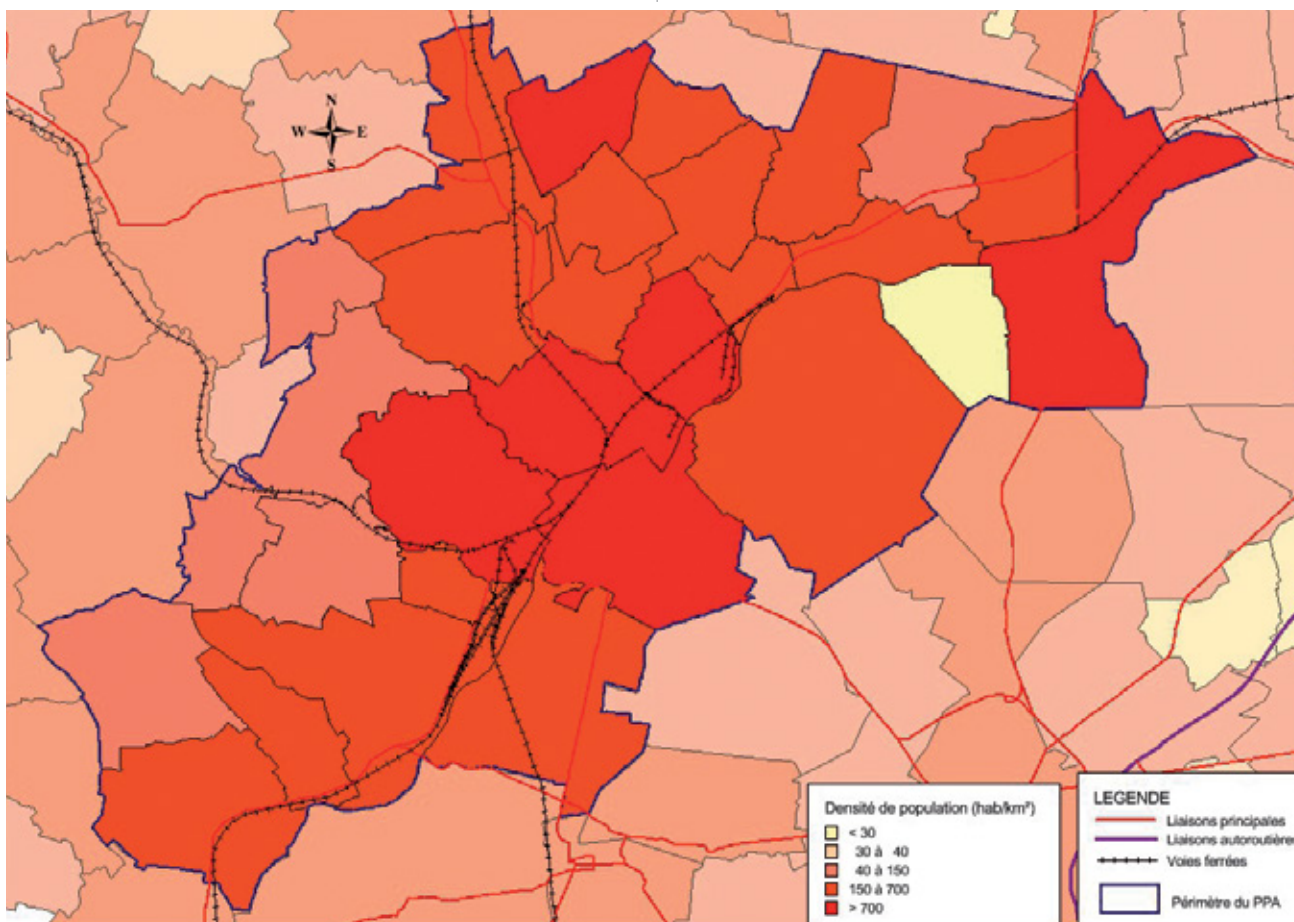 N
W E
S
Densité de population (hab/km²)
< 30
30 à 40
40 à 150
150 à 700
> 700
LEGENDE
Liaisons principales
Liaisons autoroutière
Voies ferrées
Périmètre du PPA